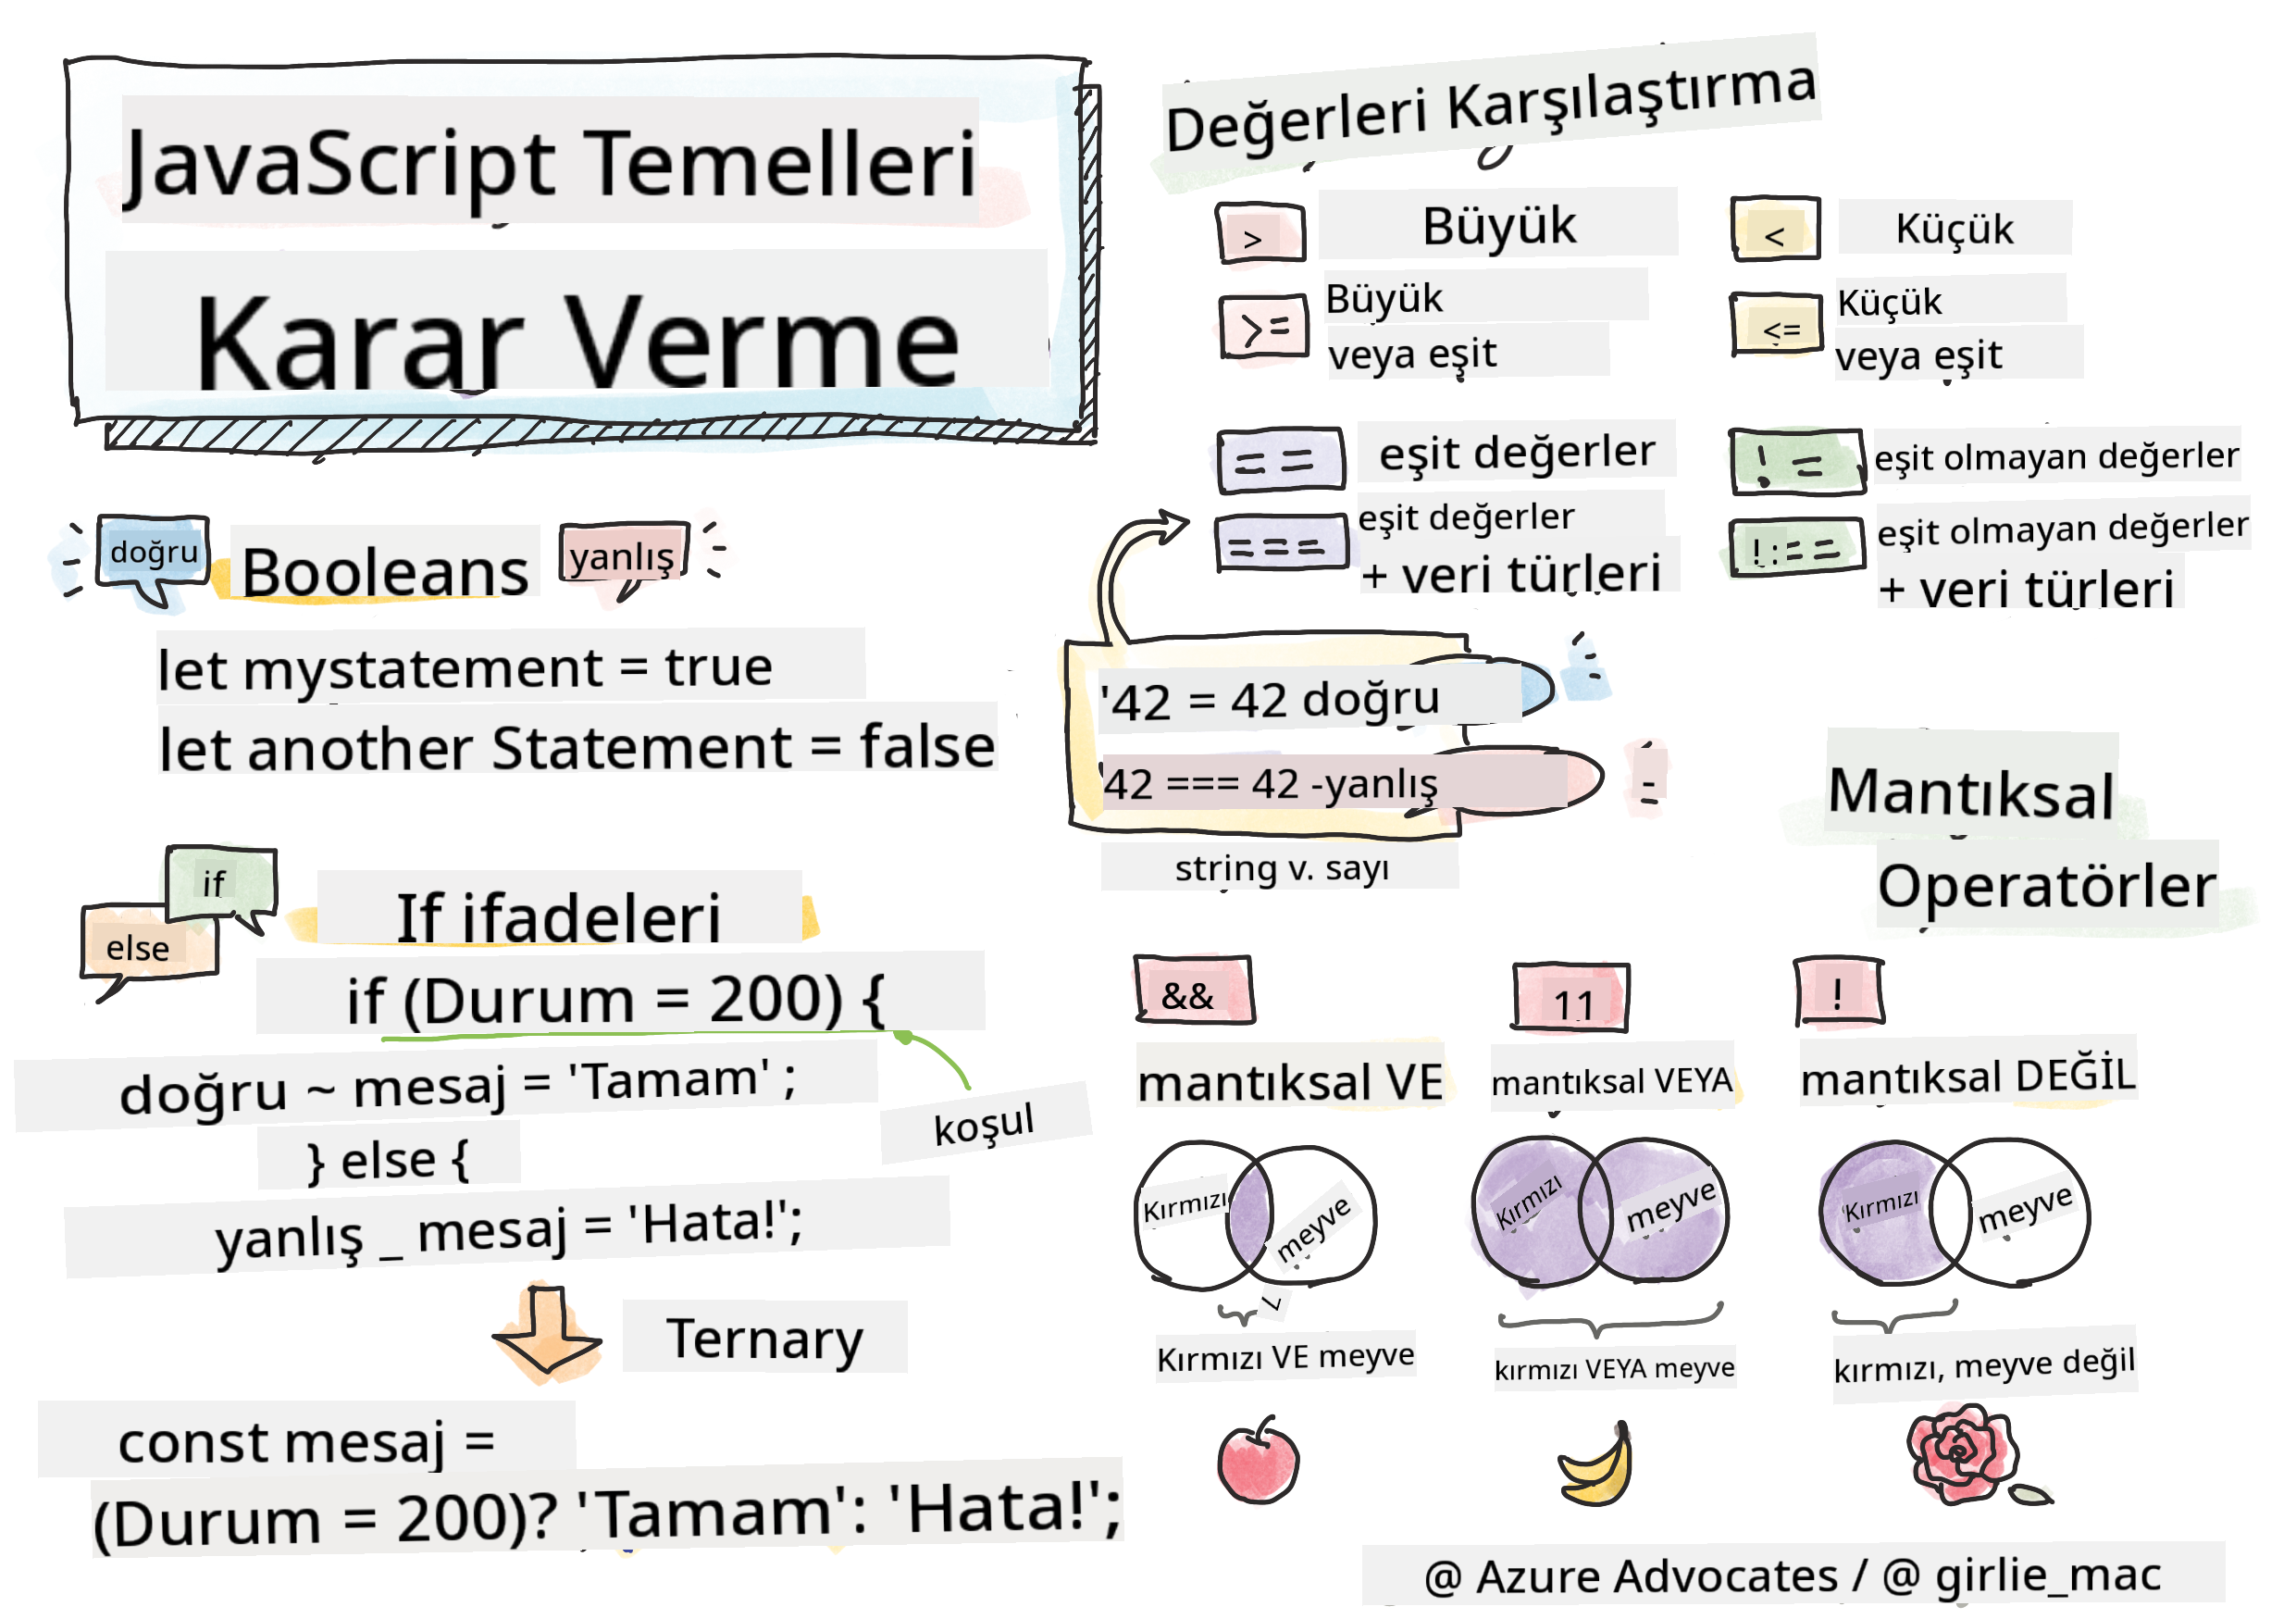 JavaScript Temelleri
Karar Verme
doğru
Booleans
yanlış
let mystatement = true
let another Statement = false
if
else
If ifadeleri
if (Durum = 200) {
doğru ~ mesaj = 'Tamam' ;
koşul
} else {
yanlış _ mesaj = 'Hata!';
Ternary
const mesaj =
(Durum = 200)? 'Tamam': 'Hata!';
Değerleri Karşılaştırma
> Büyük
< Küçük
>= Büyük
veya eşit
<= Küçük
veya eşit
== eşit değerler
!= eşit olmayan değerler
=== eşit değerler
+ veri türleri
!:== eşit olmayan değerler
+ veri türleri
'42 = 42 doğru
42 === 42 -yanlış
-
string v. sayı
Mantıksal
Operatörler
&&
11
!
mantıksal VE
mantıksal VEYA
mantıksal DEĞİL
Kırmızı
meyve
Kırmızı
meyve
Kırmızı
meyve
Kırmızı VE meyve
kırmızı VEYA meyve
kırmızı, meyve değil
@ Azure Advocates / @ girlie_mac